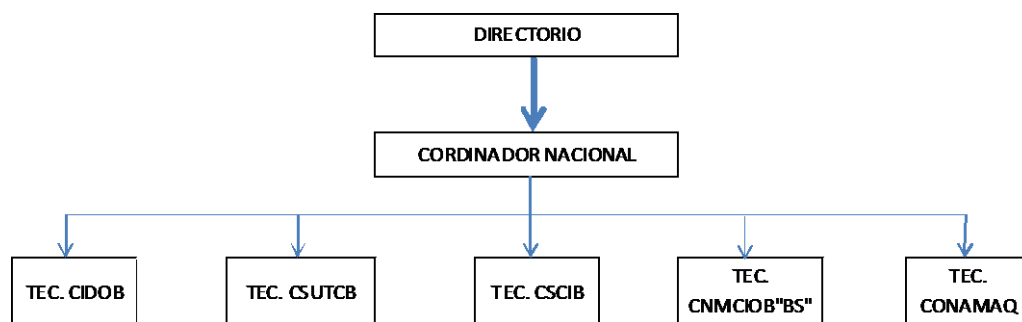 DIRECTORIO
CORDINADOR NACIONAL
TEC. CIDOB
TEC. CSUTCB
TEC. CSCIB
TEC.
CNMCIOB"BS"
TEC.
CONAMAQ